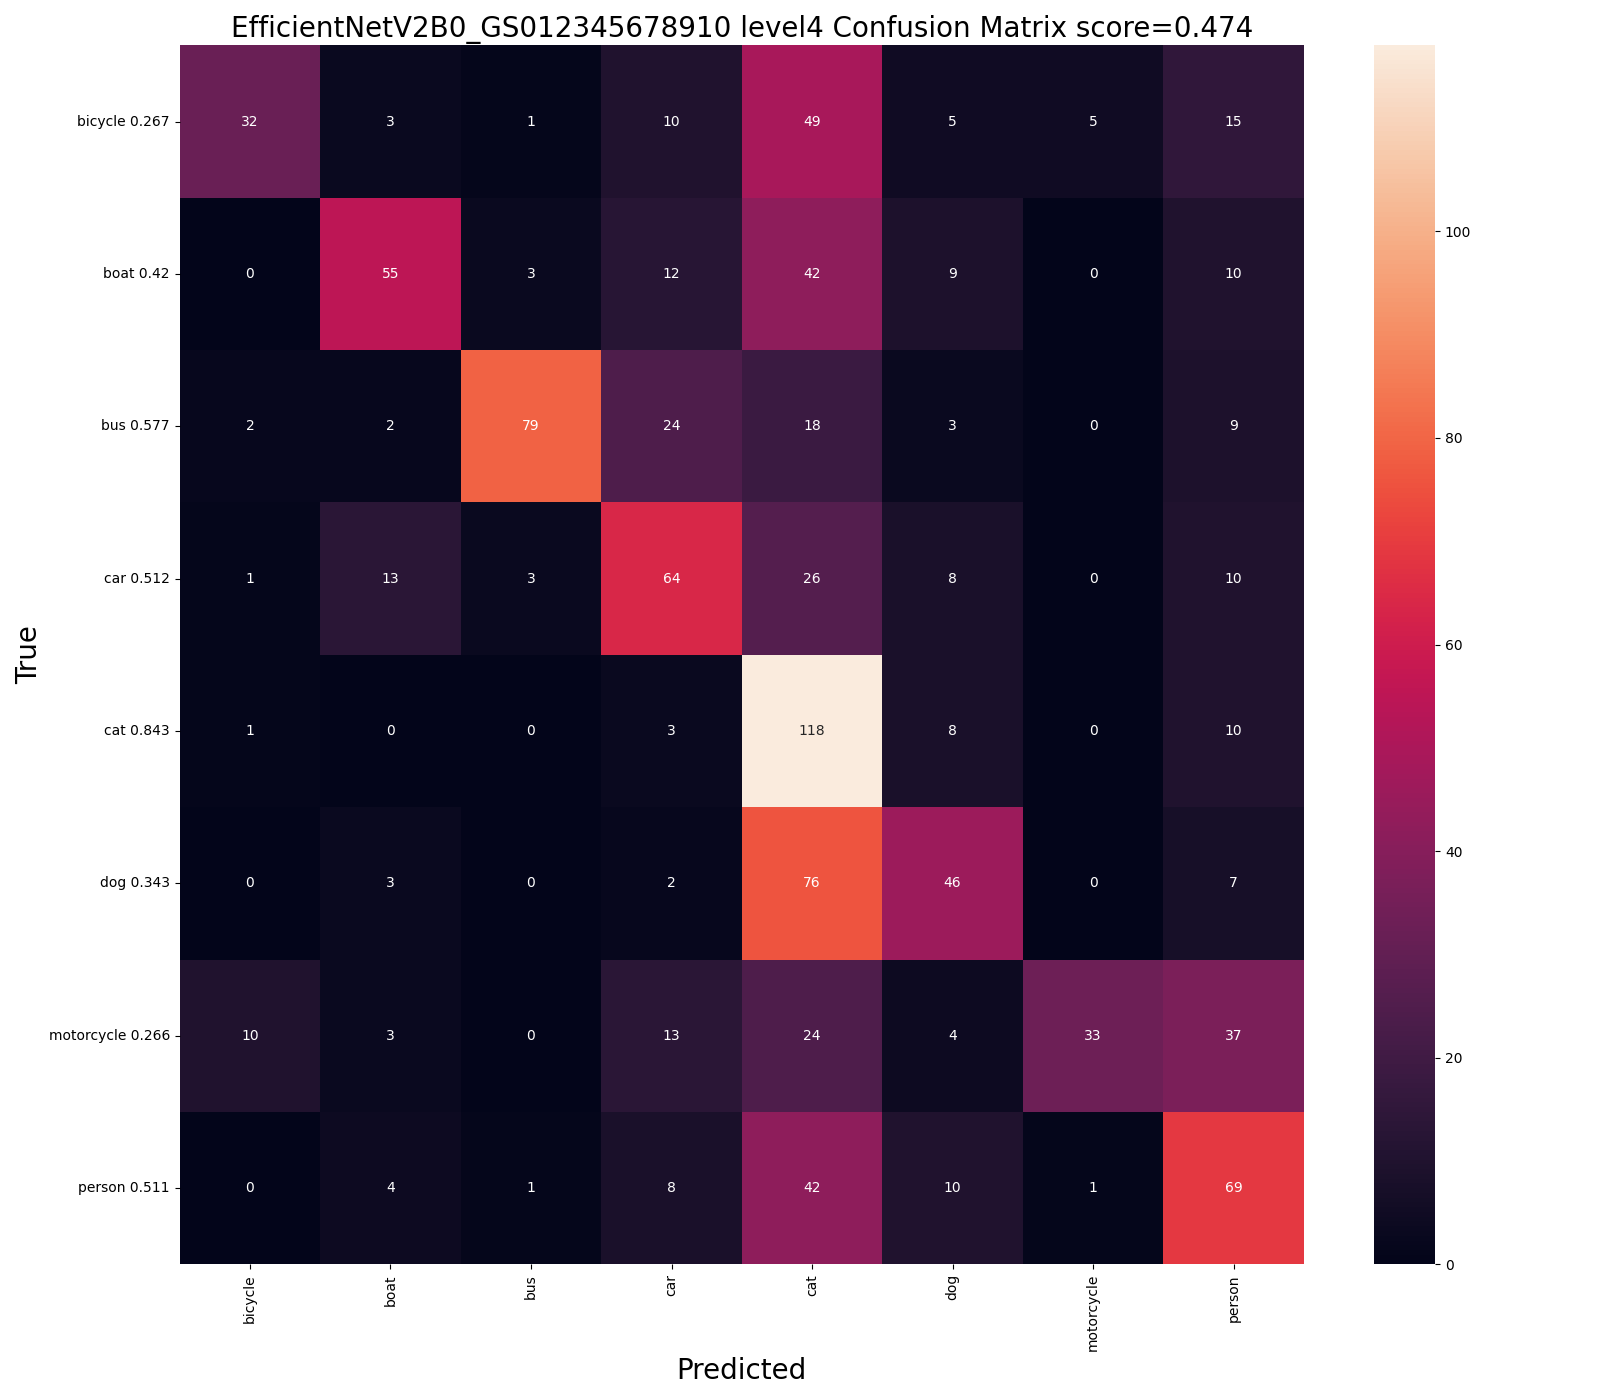 EfficientNetV2B0_GS012345678910 level4 Confusion Matrix score=0.474
True
bicycle 0.267 32 3 1 10 49 5 5 15
boat 0.42 0 55 3 12 42 9 0 10
bus 0.577 2 2 79 24 18 3 0 9
car 0.512 1 13 3 64 26 8 0 10
cat 0.843 1 0 0 3 118 8 0 10
dog 0.343 0 3 0 2 76 46 0 7
motorcycle 0.266 10 3 0 13 24 4 33 37
person 0.511 0 4 1 8 42 10 1 69
bicycle boat bus car cat dog motorcycle person
Predicted
100
80
60
40
20
0